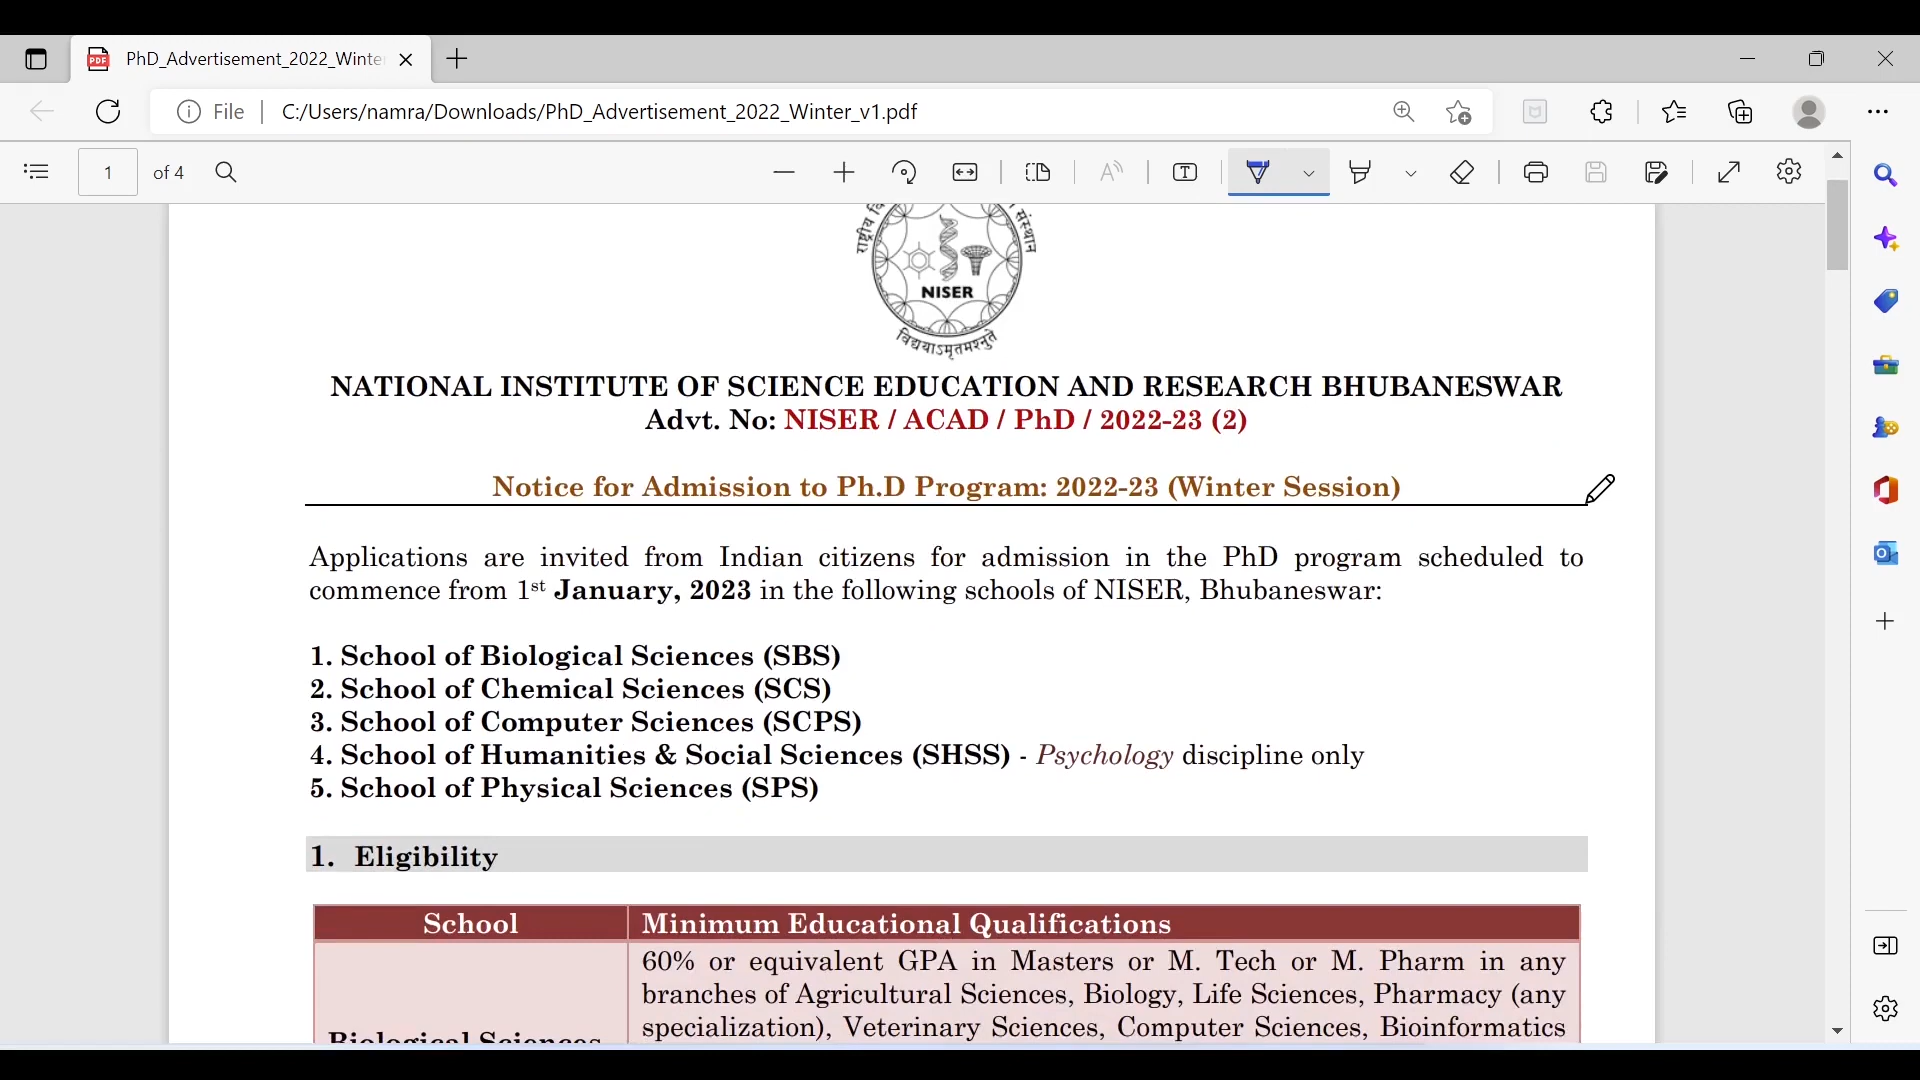 PhD_Advertisement_2022_Winte
File
C:/Users/namra/Downloads/PhD_Advertisement_2022_Winter_v1.pdf
1 of 4
संस्थान
NISER
विद्ययाऽमृतमश्नुते
NATIONAL INSTITUTE OF SCIENCE EDUCATION AND RESEARCH BHUBANESWAR
Advt. No: NISER / ACAD / PhD / 2022-23 (2)
Notice for Admission to Ph.D Program: 2022-23 (Winter Session)
Applications are invited from Indian citizens for admission in the PhD program scheduled to
commence from 1st January, 2023 in the following schools of NISER, Bhubaneswar:
1. School of Biological Sciences (SBS)
2. School of Chemical Sciences (SCS)
3. School of Computer Sciences (SCPS)
4. School of Humanities & Social Sciences (SHSS) - Psychology discipline only
5. School of Physical Sciences (SPS)
1. Eligibility
School Minimum Educational Qualifications
60% or equivalent GPA in Masters or M. Tech or M. Pharm in any
branches of Agricultural Sciences, Biology, Life Sciences, Pharmacy (any
specialization), Veterinary Sciences, Computer Sciences, Bioinformatics
Biological Sciences